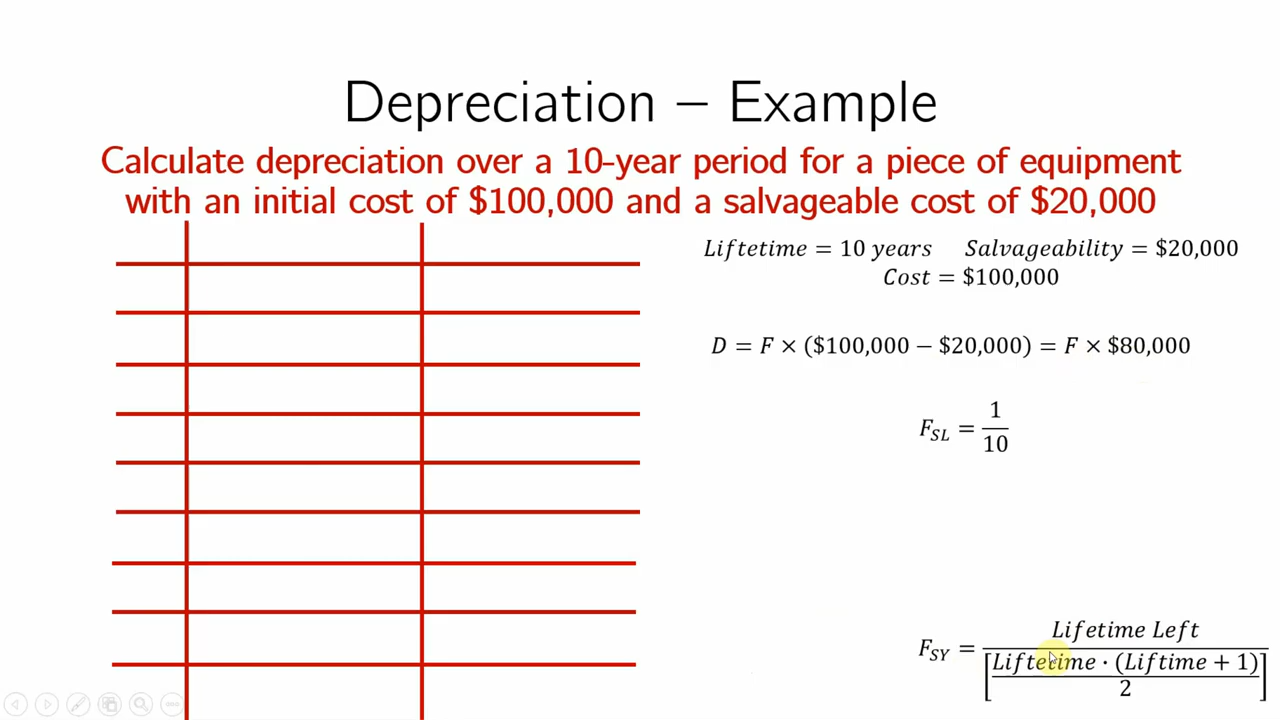 Depreciation – Example
Calculate depreciation over a 10-year period for a piece of equipment
with an initial cost of $100,000 and a salvageable cost of $20,000
Liftetime = 10 years Salvageability = $20,000
Cost = $100,000
D = F × ($100,000 − $20,000) = F × $80,000
F_SL = 1/10
F_SY = Lifetime Left / [Liftetime · (Liftime + 1) / 2]